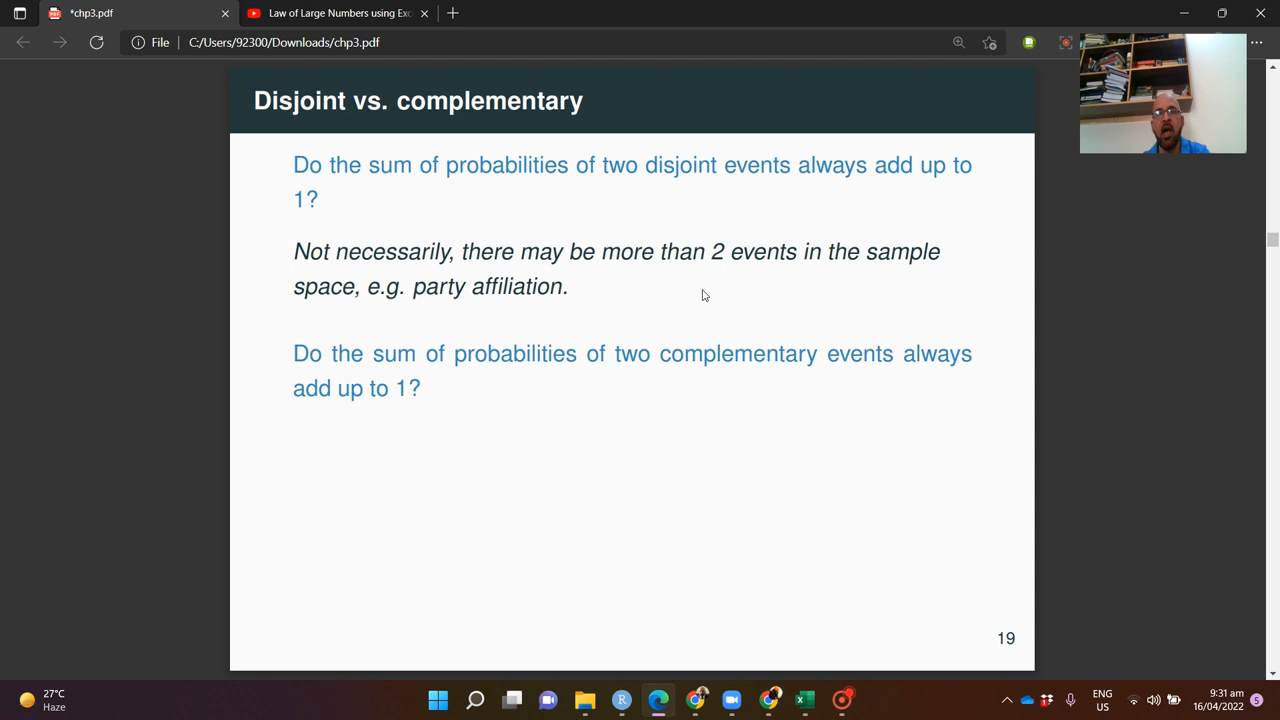 *chp3.pdf
Law of Large Numbers using Exc
File
C:/Users/92300/Downloads/chp3.pdf
Disjoint vs. complementary
Do the sum of probabilities of two disjoint events always add up to
1?
Not necessarily, there may be more than 2 events in the sample
space, e.g. party affiliation.
Do the sum of probabilities of two complementary events always
add up to 1?
19
27°C
Haze
ENG
US
9:31 am
16/04/2022
5